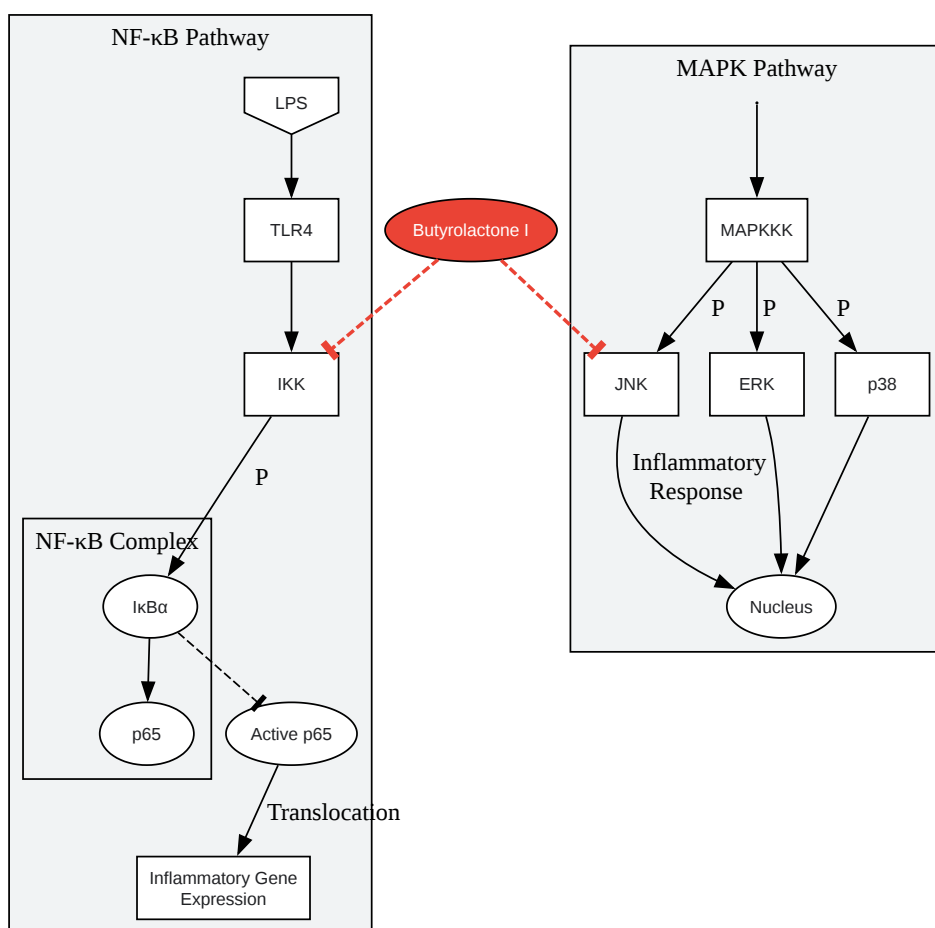 NF-κB Pathway
LPS
TLR4
IKK
P
NF-κB Complex
IκBα
p65
Active p65
Translocation
Inflammatory Gene
Expression
Butyrolactone I
MAPK Pathway
MAPKKK
P
P
P
JNK
ERK
p38
Inflammatory
Response
Nucleus